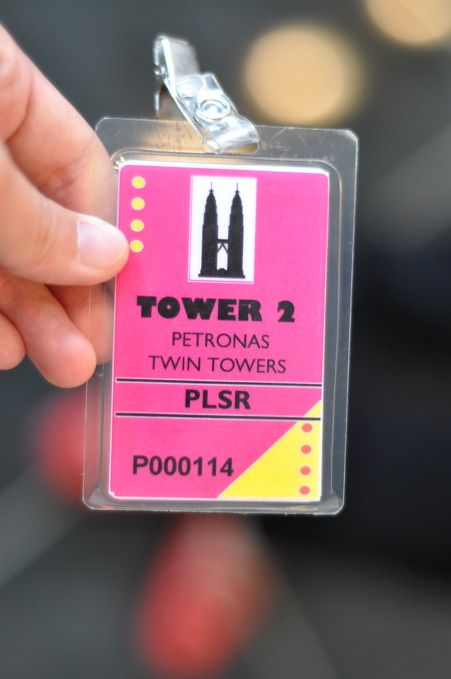 TOWER 2
PETRONAS
TWIN TOWERS
PLSR
P000114